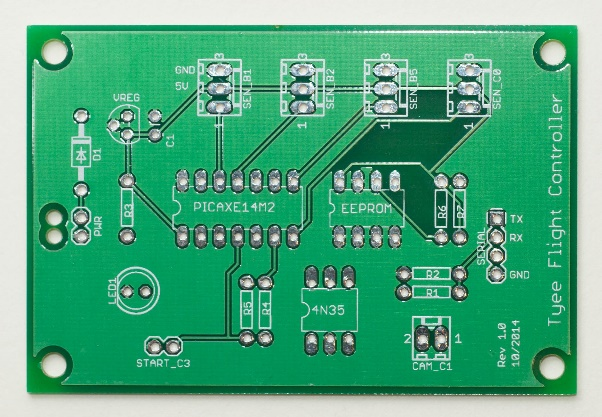 3
3
3
3
GND
5V
SEN_B1
SEN_B2
SEN_B5
SEN_C0
1
1
1
1
VREG
C1
D1
PICAXE14M2
EEPROM
R3
R6
R7
PWR
SERIAL
TX
RX
GND
Tyee Flight Controller
LED1
R5
R4
4N35
R2
R1
START_C3
2
1
CAM_C1
Rev 1.0
10/2014